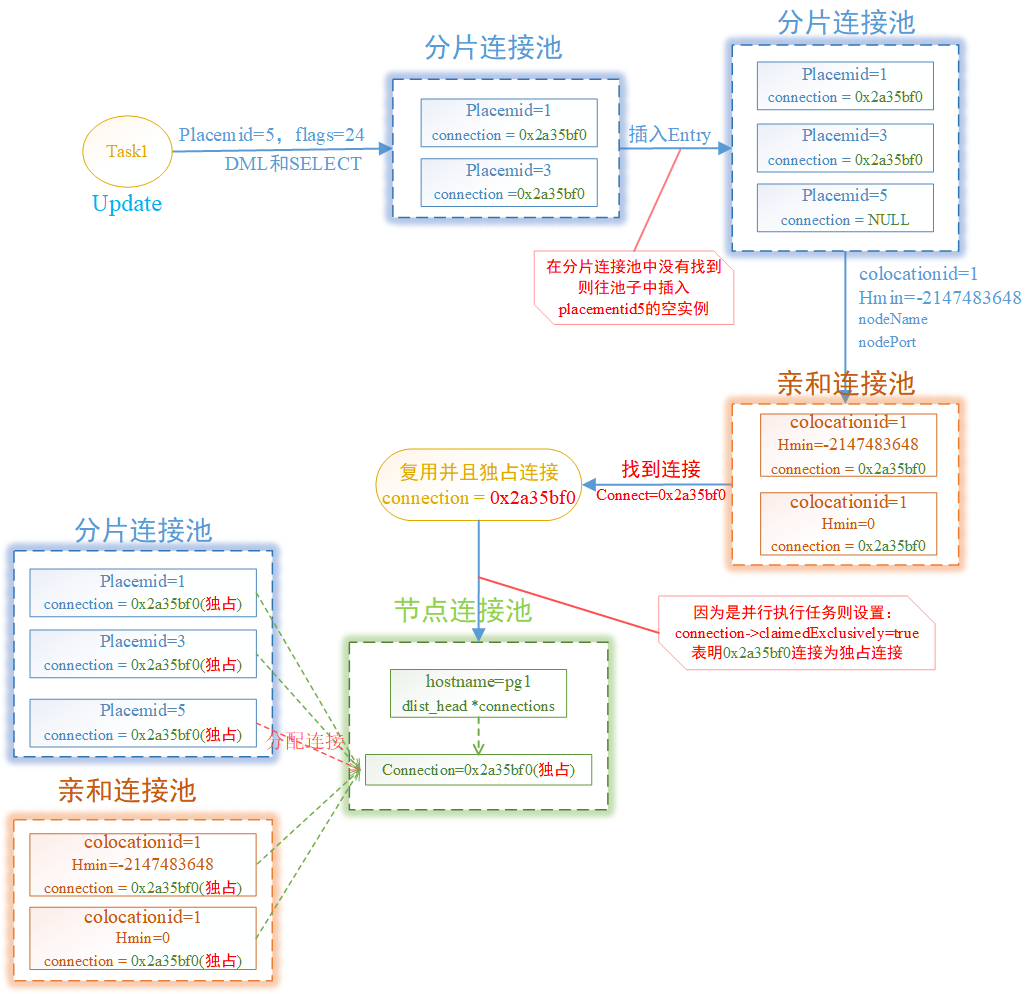 Task1
Update
Placemid=5，flags=24
DML和SELECT
分片连接池
Placemid=1
connection = 0x2a35bf0
Placemid=3
connection =0x2a35bf0
插入Entry
分片连接池
Placemid=1
connection = 0x2a35bf0
Placemid=3
connection = 0x2a35bf0
Placemid=5
connection = NULL
在分片连接池中没有找到
则往池子中插入
placementid5的空实例
colocationid=1
Hmin=-2147483648
nodeName
nodePort
亲和连接池
colocationid=1
Hmin=-2147483648
connection = 0x2a35bf0
colocationid=1
Hmin=0
connection = 0x2a35bf0
找到连接
Connect=0x2a35bf0
复用并且独占连接
connection = 0x2a35bf0
因为是并行执行任务则设置：
connection->claimedExclusively=true
表明0x2a35bf0连接为独占连接
节点连接池
hostname=pg1
dlist_head *connections
Connection=0x2a35bf0(独占)
分片连接池
Placemid=1
connection = 0x2a35bf0(独占)
Placemid=3
connection = 0x2a35bf0(独占)
Placemid=5
connection = 0x2a35bf0(独占)
分配连接
亲和连接池
colocationid=1
Hmin=-2147483648
connection = 0x2a35bf0(独占)
colocationid=1
Hmin=0
connection = 0x2a35bf0(独占)